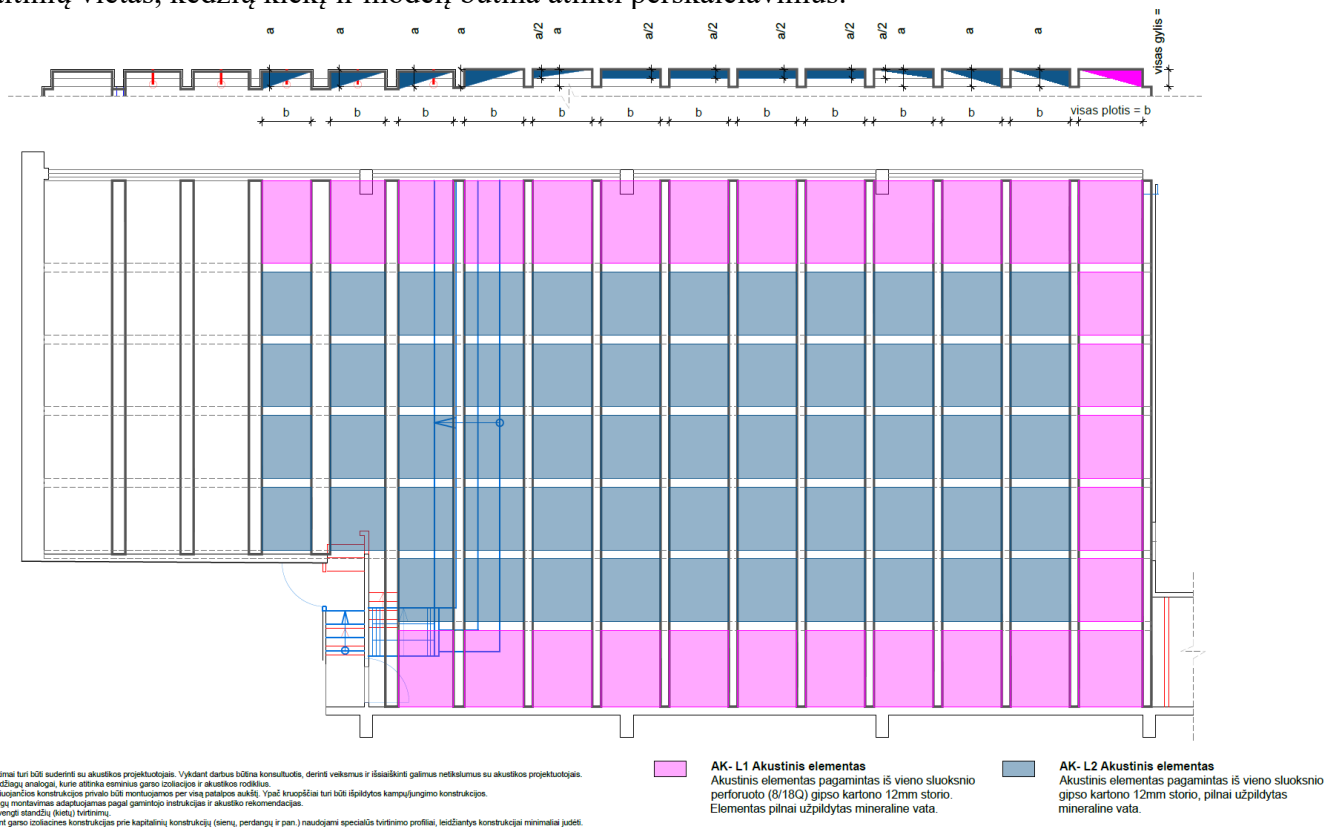 vietas, kėdžių kiekį ir modelį būtina atlikti perskaičiavimus.
a a a a a/2 a a/2 a/2 a/2 a/2 a/2 a a a
visas gylis =
b b b b b b b b b b b b visas plotis = b
timai turi būti suderinti su akustikos projektuotojais. Vykdant darbus būtina konsultuotis, derinti veiksmus ir išsiaiškinti galimus netikslumus su akustikos projektuotojais.
džiagų analogai, kurie atitinka esminius garso izoliacijos ir akustikos rodiklius.
iuojančios konstrukcijos privalo būti montuojamos per visą patalpos aukštį. Ypač kruopščiai turi būti išpildytos kampų/jungimo konstrukcijos.
gų montavimas adaptuojamas pagal gamintojo instrukcijas ir akustiko rekomendacijas.
vengti standžių (kietų) tvirtinimų.
nt garso izoliacines konstrukcijas prie kapitalinių konstrukcijų (sienų, perdangų ir pan.) naudojami specialūs tvirtinimo profiliai, leidžiantys konstrukcijai minimaliai judėti.
AK- L1 Akustinis elementas
Akustinis elementas pagamintas iš vieno sluoksnio
perforuoto (8/18Q) gipso kartono 12mm storio.
Elementas pilnai užpildytas mineraline vata.
AK- L2 Akustinis elementas
Akustinis elementas pagamintas iš vieno sluoksnio
gipso kartono 12mm storio, pilnai užpildytas
mineraline vata.